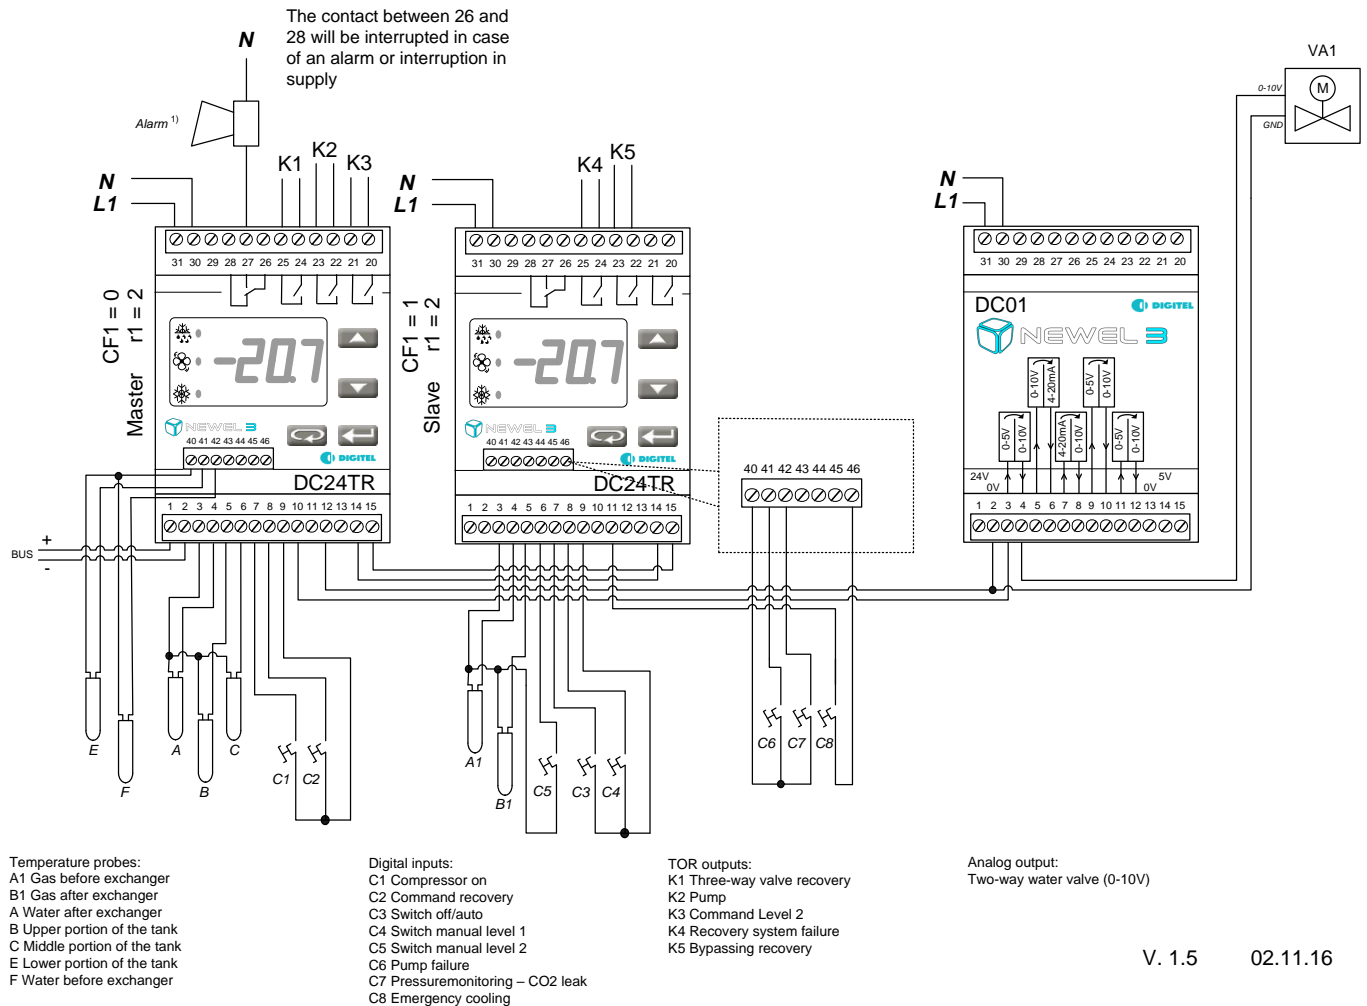 The contact between 26 and
28 will be interrupted in case
of an alarm or interruption in
supply
N
Alarm 1)
K1 K2 K3
N
L1
31 30 29 28 27 26 25 24 23 22 21 20
CF1 = 0
r1 = 2
Master
-20.7
NEWEL 3
40 41 42 43 44 45 46
DIGITEL
DC24TR
1 2 3 4 5 6 7 8 9 10 11 12 13 14 15
+
BUS
-
E
F
A
B
C
C1
C2
K4 K5
N
L1
31 30 29 28 27 26 25 24 23 22 21 20
CF1 = 1
r1 = 2
Slave
-20.7
NEWEL 3
40 41 42 43 44 45 46
DIGITEL
DC24TR
1 2 3 4 5 6 7 8 9 10 11 12 13 14 15
A1
B1
C5
C3
C4
40 41 42 43 44 45 46
C6
C7
C8
VA1
0-10V
M
GND
N
L1
31 30 29 28 27 26 25 24 23 22 21 20
DC01
DIGITEL
NEWEL 3
0-10V
4-20mA
0-5V
0-10V
0-5V
0-10V
4-20mA
0-10V
0-5V
0-10V
24V
0V
5V
0V
1 2 3 4 5 6 7 8 9 10 11 12 13 14 15
Temperature probes:
A1 Gas before exchanger
B1 Gas after exchanger
A Water after exchanger
B Upper portion of the tank
C Middle portion of the tank
E Lower portion of the tank
F Water before exchanger
Digital inputs:
C1 Compressor on
C2 Command recovery
C3 Switch off/auto
C4 Switch manual level 1
C5 Switch manual level 2
C6 Pump failure
C7 Pressuremonitoring – CO2 leak
C8 Emergency cooling
TOR outputs:
K1 Three-way valve recovery
K2 Pump
K3 Command Level 2
K4 Recovery system failure
K5 Bypassing recovery
Analog output:
Two-way water valve (0-10V)
V. 1.5 02.11.16